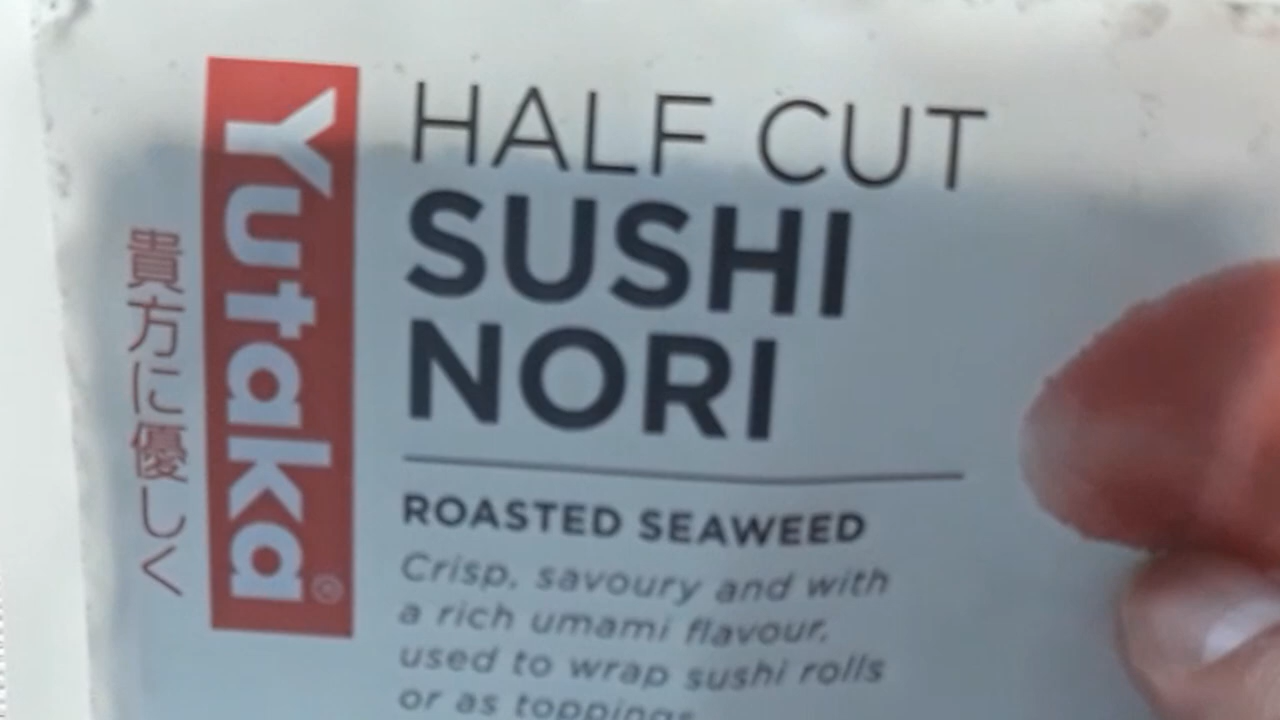 貴方に優しく
Yutaka®
HALF CUT
SUSHI
NORI
ROASTED SEAWEED
Crisp, savoury and with
a rich umami flavour,
used to wrap sushi rolls
or as toppings